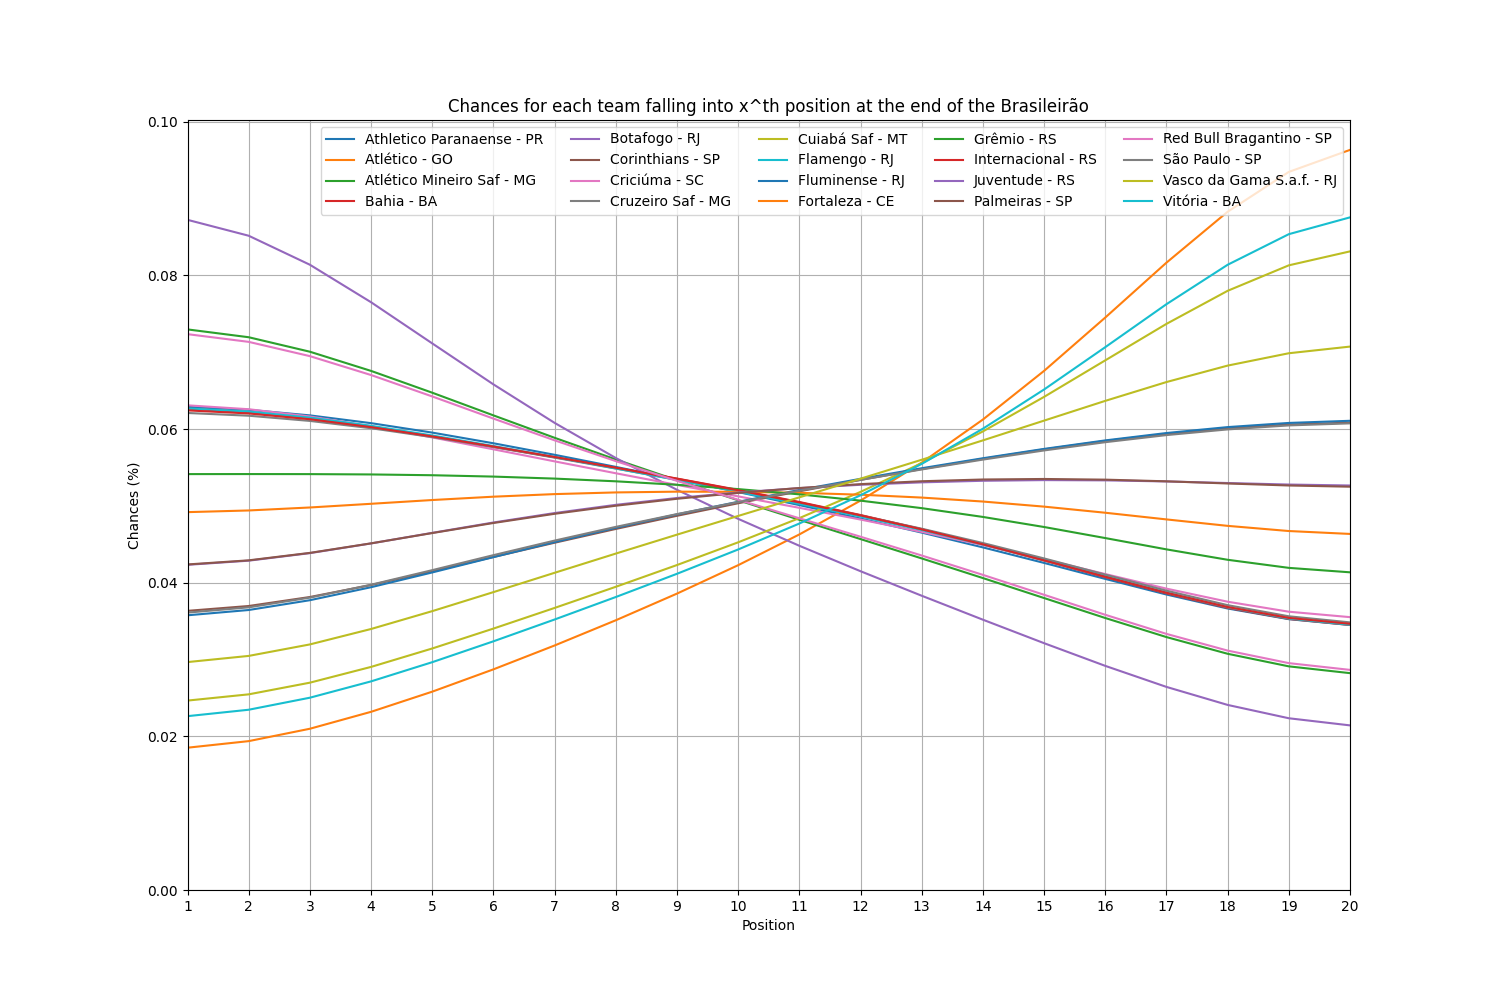 Chances for each team falling into x^th position at the end of the Brasileirão
Athletico Paranaense - PR
Atlético - GO
Atlético Mineiro Saf - MG
Bahia - BA
Botafogo - RJ
Corinthians - SP
Criciúma - SC
Cruzeiro Saf - MG
Cuiabá Saf - MT
Flamengo - RJ
Fluminense - RJ
Fortaleza - CE
Grêmio - RS
Internacional - RS
Juventude - RS
Palmeiras - SP
Red Bull Bragantino - SP
São Paulo - SP
Vasco da Gama S.a.f. - RJ
Vitória - BA
Chances (%)
0.10
0.08
0.06
0.04
0.02
0.00
1 2 3 4 5 6 7 8 9 10 11 12 13 14 15 16 17 18 19 20
Position